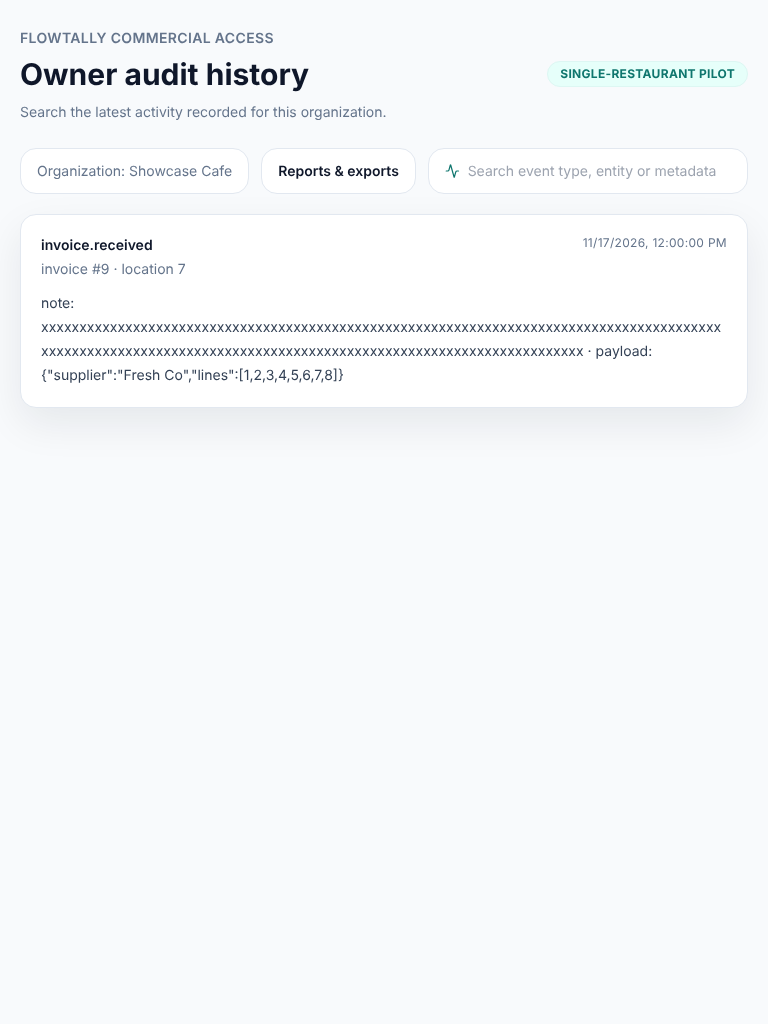 FLOWTALLY COMMERCIAL ACCESS
Owner audit history
SINGLE-RESTAURANT PILOT
Search the latest activity recorded for this organization.
Organization: Showcase Cafe
Reports & exports
Search event type, entity or metadata
invoice.received
11/17/2026, 12:00:00 PM
invoice #9 · location 7
note:
xxxxxxxxxxxxxxxxxxxxxxxxxxxxxxxxxxxxxxxxxxxxxxxxxxxxxxxxxxxxxxxxxxxxxxxxxxxxxxxxxxxxxxxxx
xxxxxxxxxxxxxxxxxxxxxxxxxxxxxxxxxxxxxxxxxxxxxxxxxxxxxxxxxxxxxxxxxxxxxxx · payload:
{"supplier":"Fresh Co","lines":[1,2,3,4,5,6,7,8]}